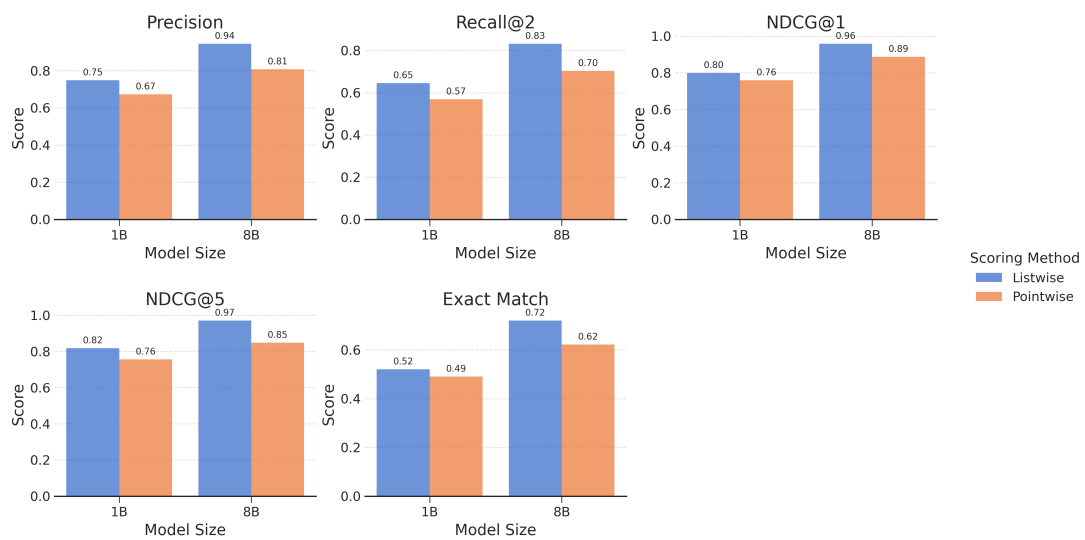 Precision
Score
0.8
0.6
0.4
0.2
0.0
0.75
0.67
0.94
0.81
1B
8B
Model Size
Recall@2
Score
0.8
0.6
0.4
0.2
0.0
0.65
0.57
0.83
0.70
1B
8B
Model Size
NDCG@1
Score
1.0
0.8
0.6
0.4
0.2
0.0
0.80
0.76
0.96
0.89
1B
8B
Model Size
Scoring Method
Listwise
Pointwise
NDCG@5
Score
1.0
0.8
0.6
0.4
0.2
0.0
0.82
0.76
0.97
0.85
1B
8B
Model Size
Exact Match
Score
0.6
0.4
0.2
0.0
0.52
0.49
0.72
0.62
1B
8B
Model Size